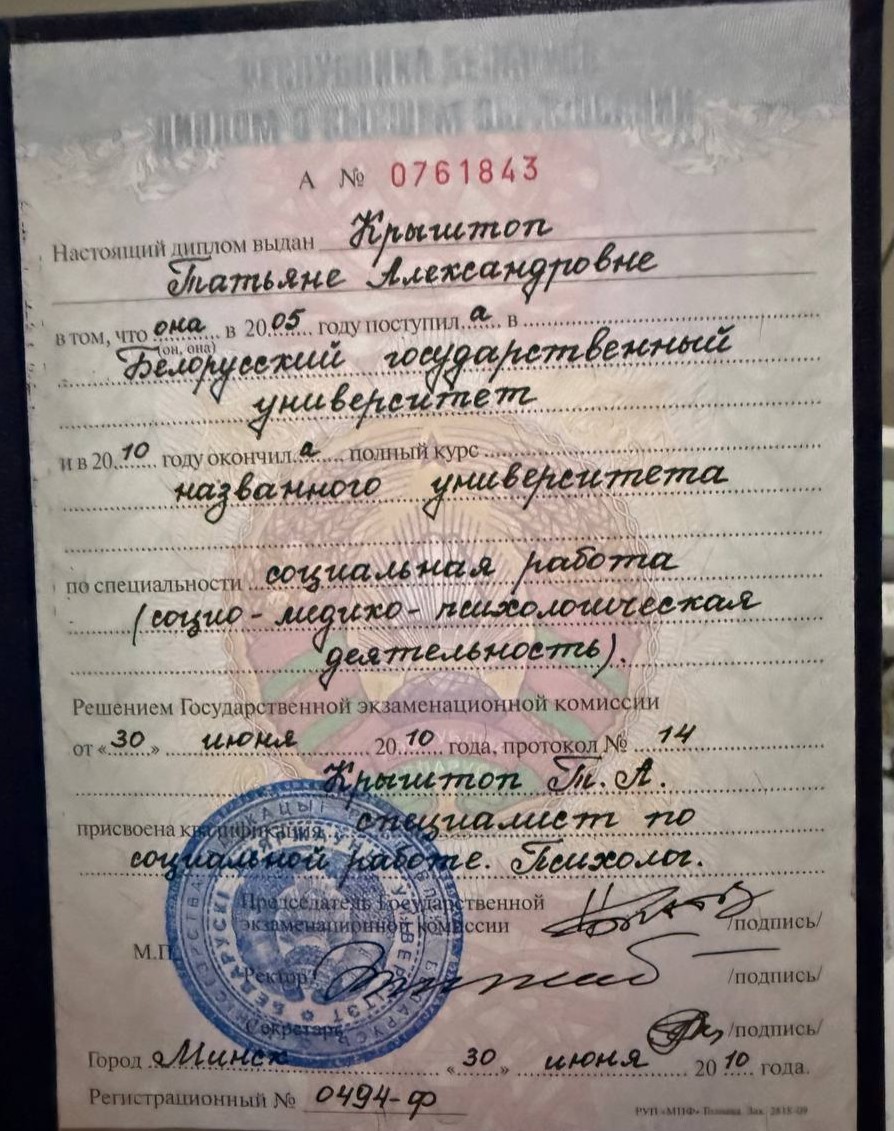 А № 0761843
Настоящий диплом выдан Крыштоп
Татьяне Александровне
в том, что она в 2005 году поступила в
(он, она)
Белорусский государственный
университет
и в 2010 году окончила полный курс
названного университета
по специальности социальная работа
(социо-медико-психологическая
деятельность).
Решением Государственной экзаменационной комиссии
от «30» июня 2010 года, протокол № 14
Крыштоп Т. А.
присвоена квалификация специалист по
социальной работе. Психолог.
Председатель Государственной
экзаменационной комиссии /подпись/
М.П.
Ректор /подпись/
Секретарь /подпись/
Город Минск «30» июня 2010 года.
Регистрационный № 0494-ф